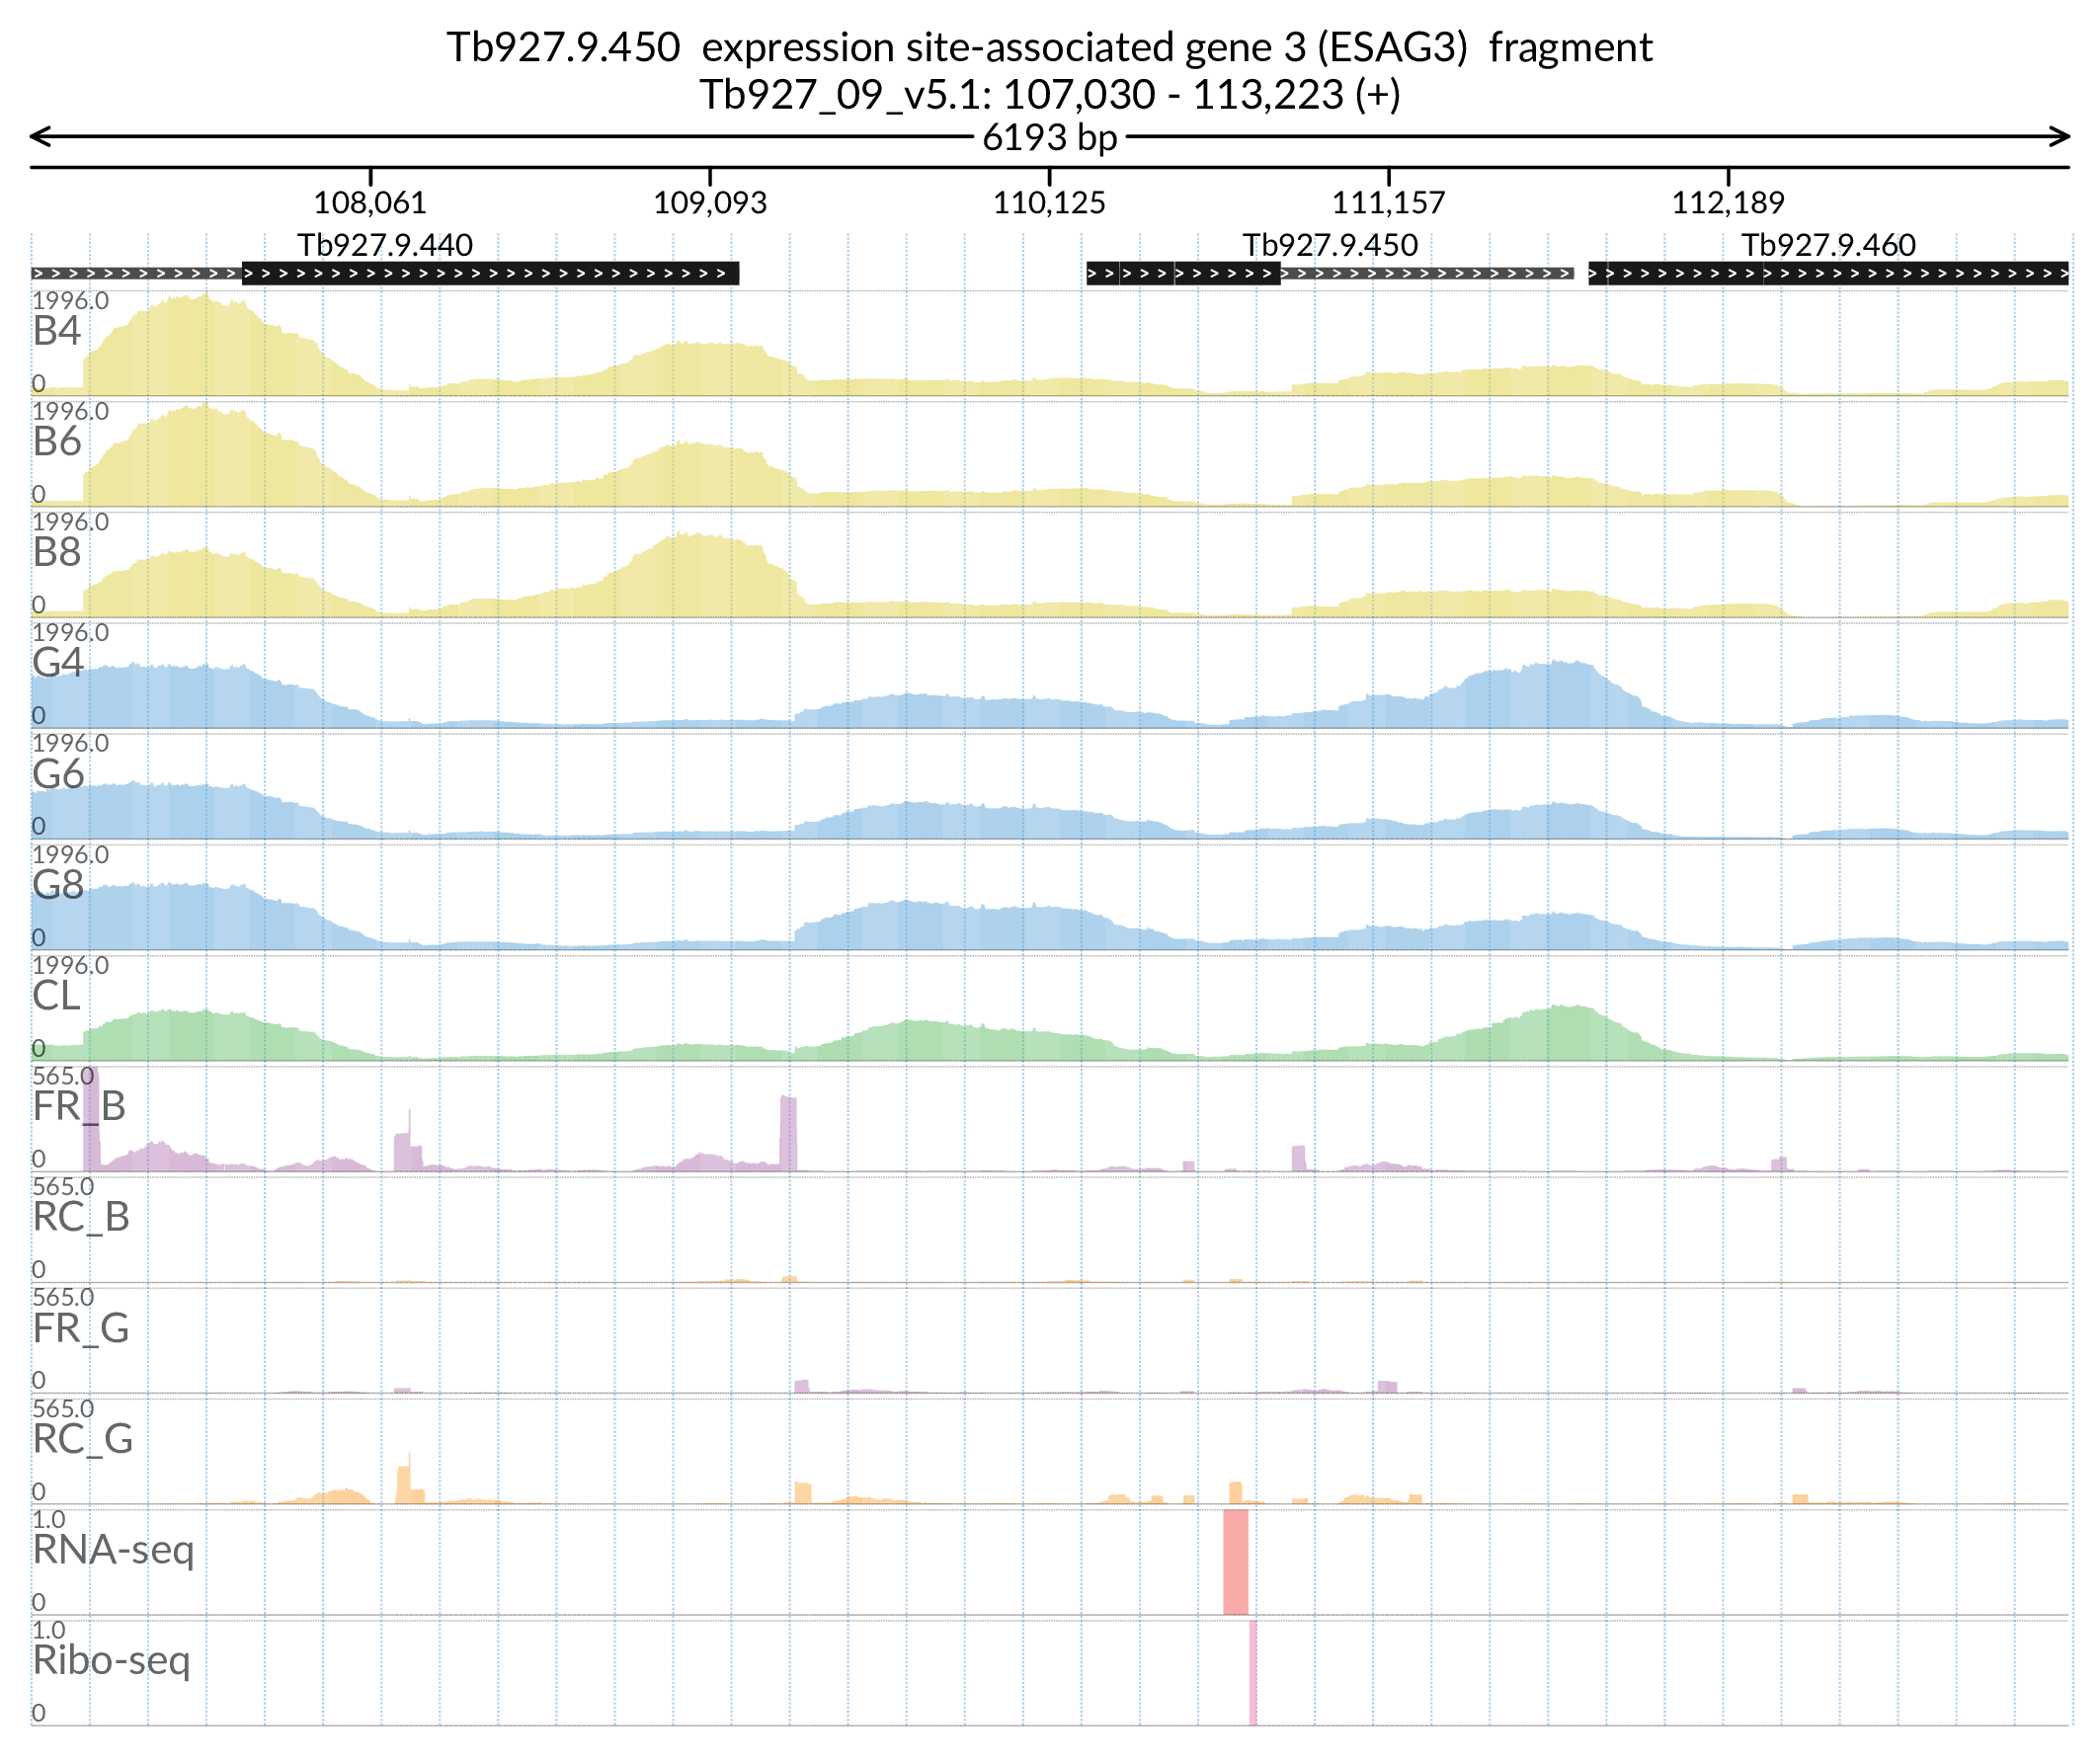 Tb927.9.450 expression site-associated gene 3 (ESAG3) fragment
Tb927_09_v5.1: 107,030 - 113,223 (+)
6193 bp
108,061 109,093 110,125 111,157 112,189
Tb927.9.440 Tb927.9.450 Tb927.9.460
1996.0
B4
0
1996.0
B6
0
1996.0
B8
0
1996.0
G4
0
1996.0
G6
0
1996.0
G8
0
1996.0
CL
0
565.0
FR_B
0
565.0
RC_B
0
565.0
FR_G
0
565.0
RC_G
0
1.0
RNA-seq
0
1.0
Ribo-seq
0